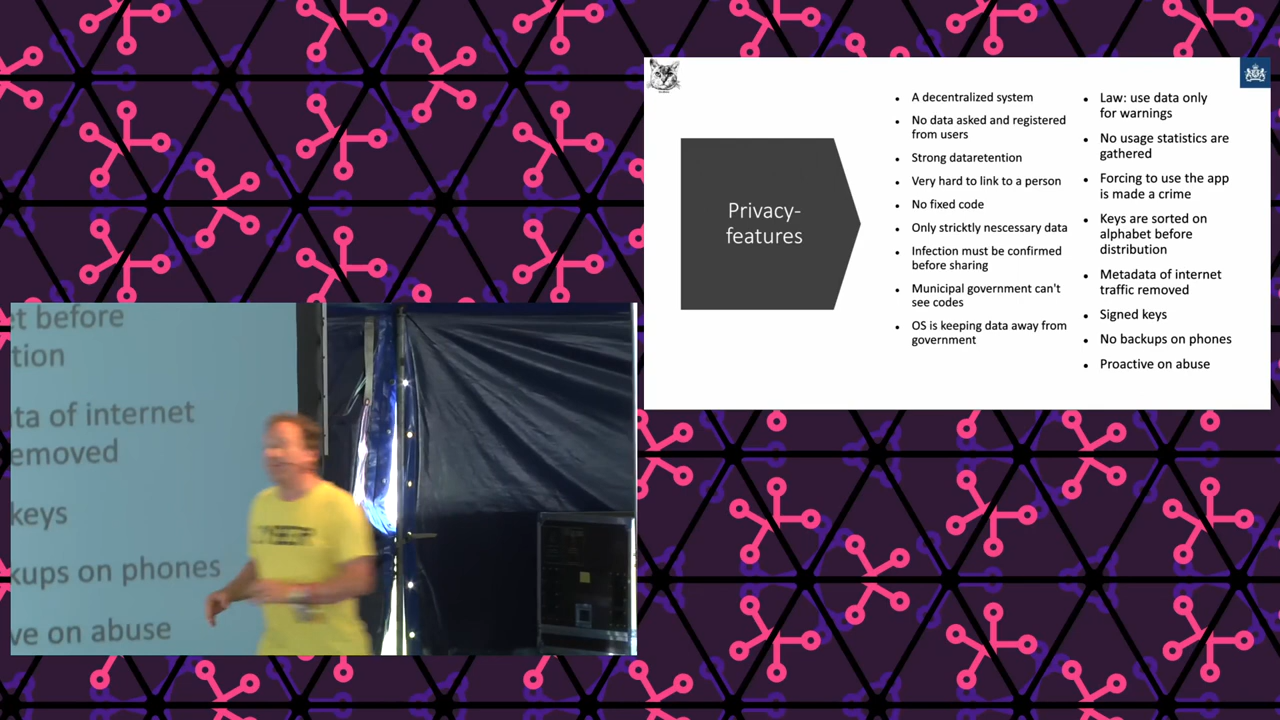 Privacy-
features
A decentralized system
No data asked and registered
from users
Strong dataretention
Very hard to link to a person
No fixed code
Only stricktly nescessary data
Infection must be confirmed
before sharing
Municipal government can't
see codes
OS is keeping data away from
government
Law: use data only
for warnings
No usage statistics are
gathered
Forcing to use the app
is made a crime
Keys are sorted on
alphabet before
distribution
Metadata of internet
traffic removed
Signed keys
No backups on phones
Proactive on abuse
et before
tion
ata of internet
emoved
keys
kups on phones
ve on abuse